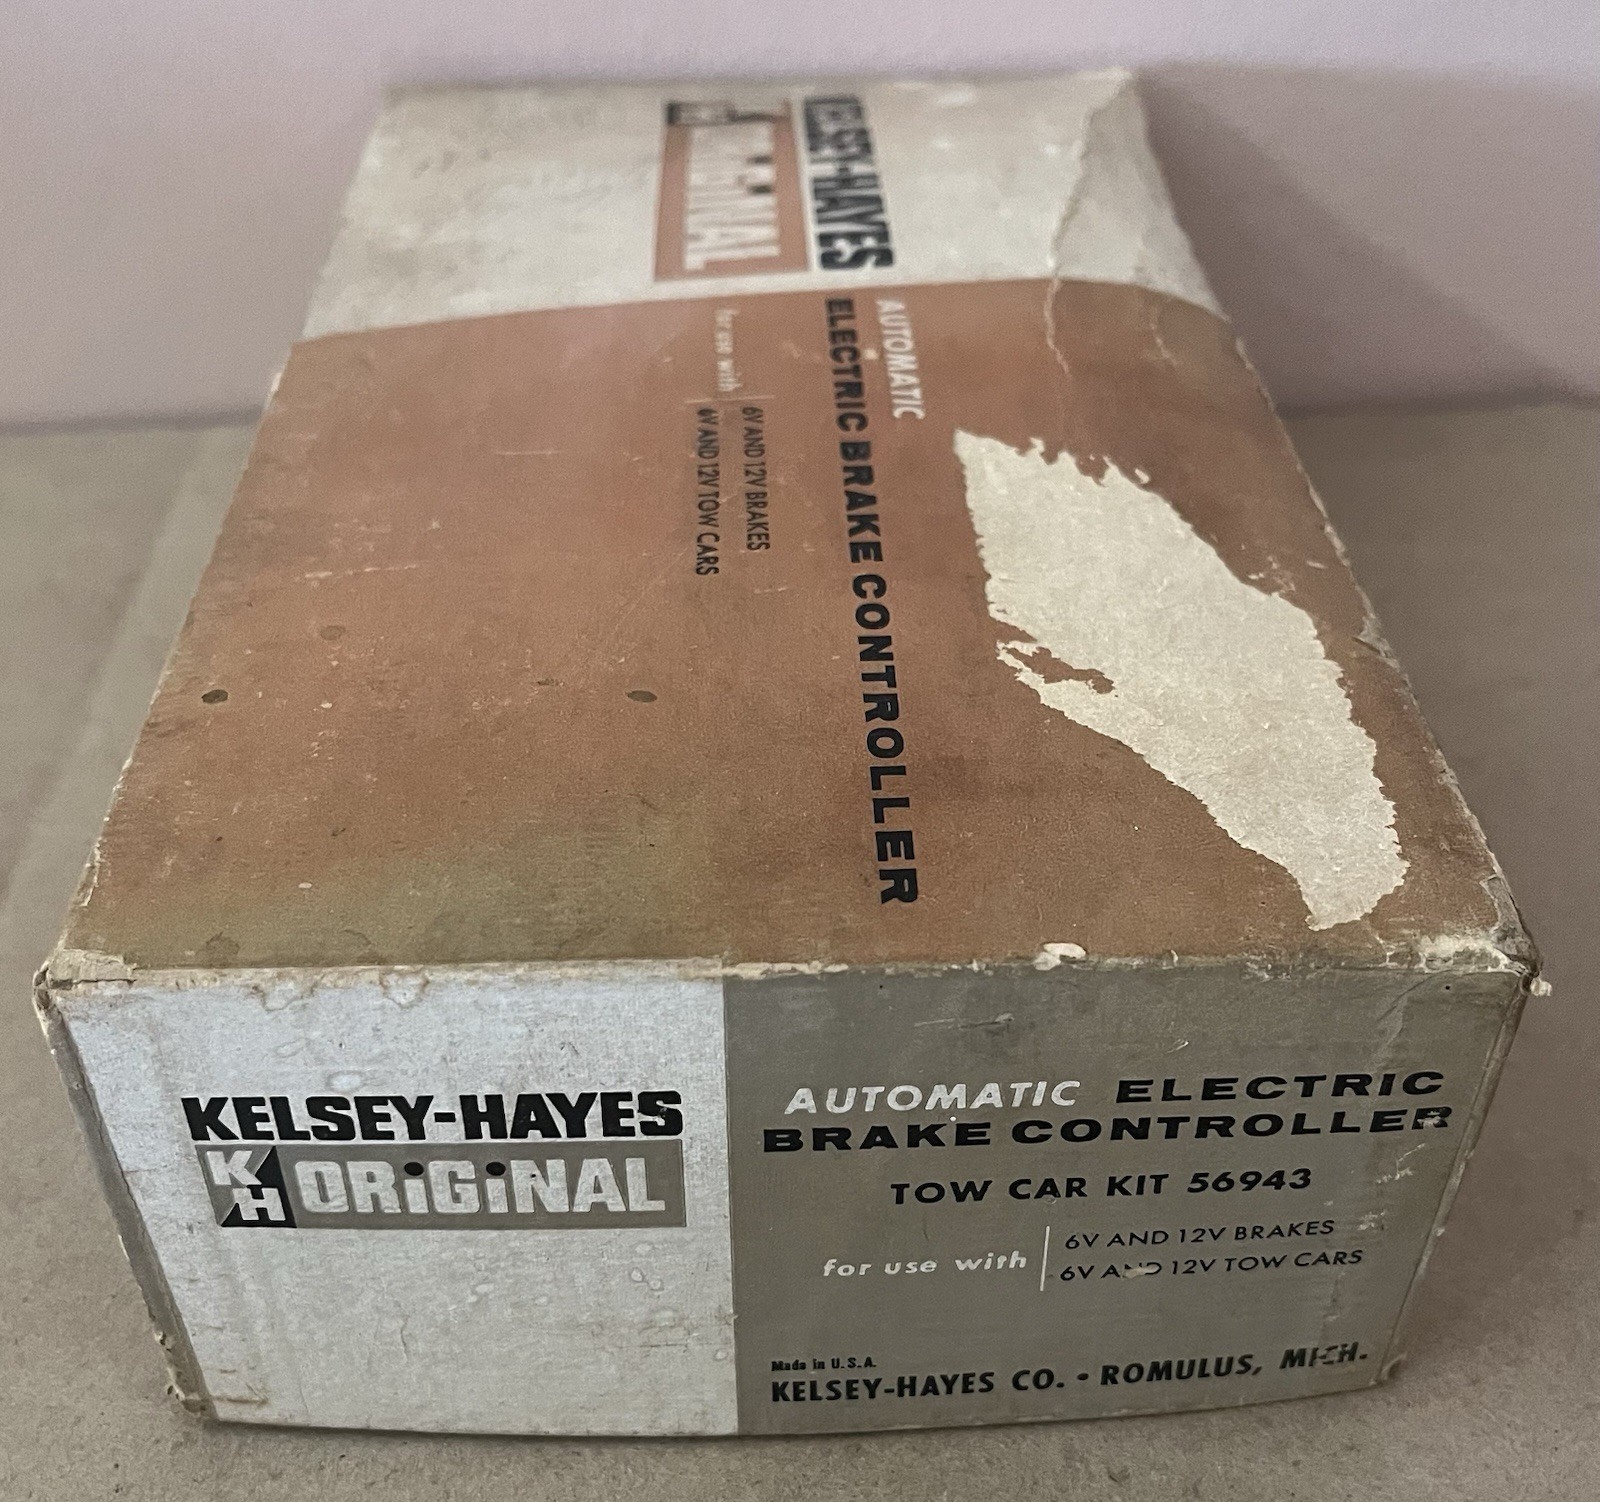 KELSEY-HAYES
ORiGiNAL
AUTOMATIC
ELECTRIC BRAKE CONTROLLER
for use with
6V AND 12V BRAKES
6V AND 12V TOW CARS
KELSEY-HAYES
KH ORiGiNAL
AUTOMATIC ELECTRIC
BRAKE CONTROLLER
TOW CAR KIT 56943
for use with
6V AND 12V BRAKES
6V AND 12V TOW CARS
Made in U.S.A.
KELSEY-HAYES CO. • ROMULUS, MICH.